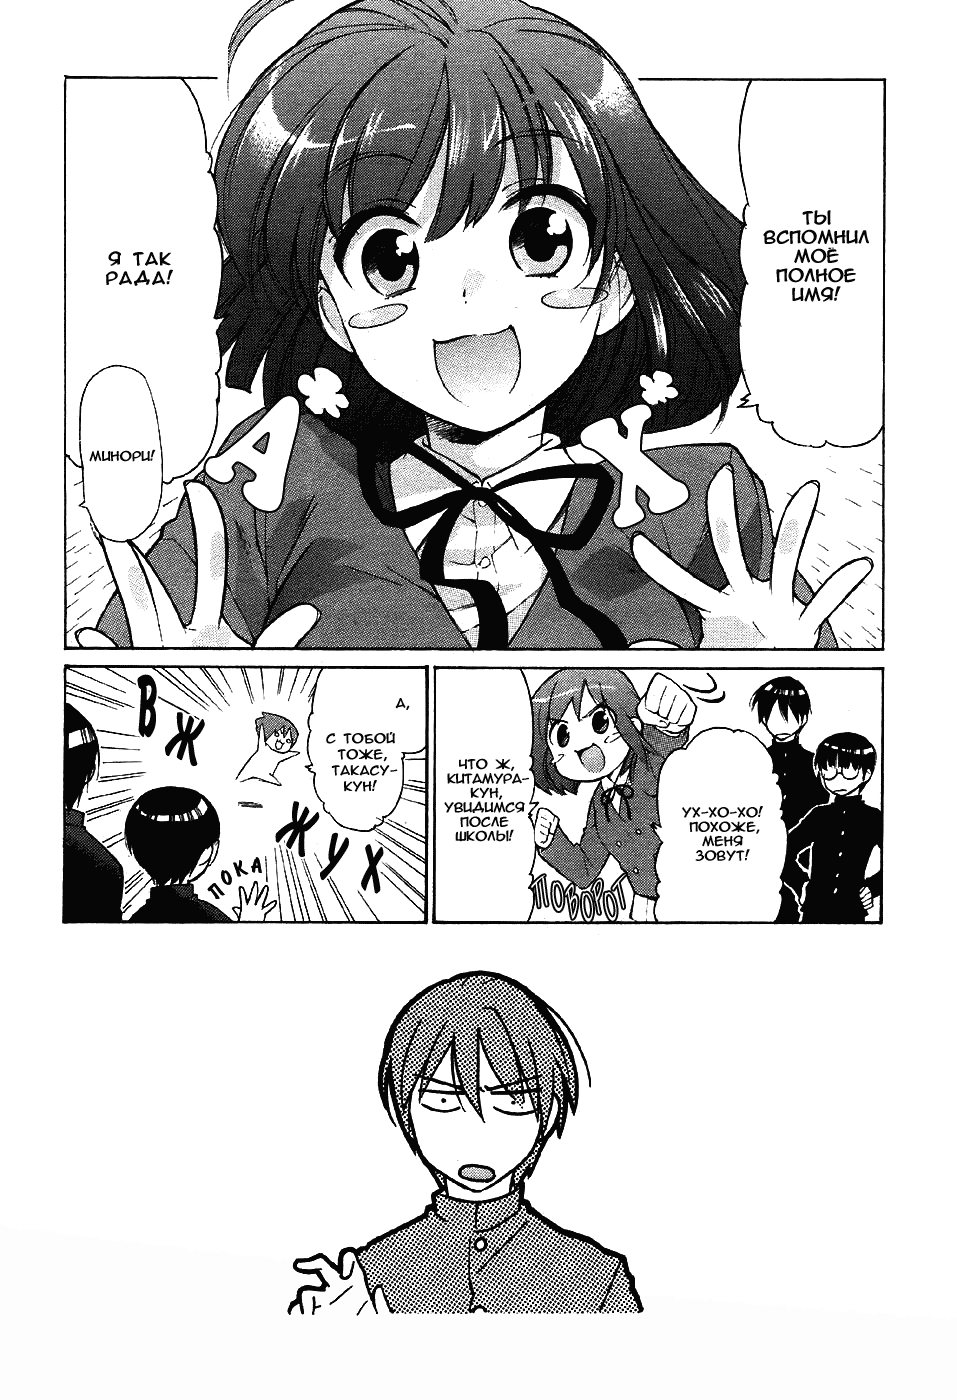 ТЫ
ВСПОМНИЛ
МОЁ
ПОЛНОЕ
ИМЯ!
Х
А
Я ТАК
РАДА!
МИНОРИ!
УХ-ХО-ХО!
ПОХОЖЕ,
МЕНЯ
ЗОВУТ!
ЧТО Ж,
КИТАМУРА-
КУН,
УВИДИМСЯ
ПОСЛЕ
ШКОЛЫ!
ПОВОРОТ
А,
С ТОБОЙ
ТОЖЕ,
ТАКАСУ-
КУН!
ВЖ
ЖУХ
ПОКА